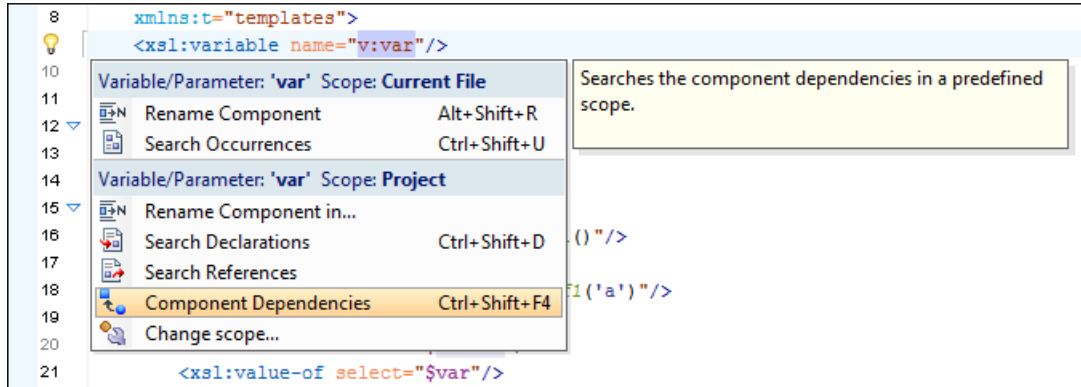 8 xmlns:t="templates">
<xsl:variable name="v:var"/>
10
Variable/Parameter: 'var' Scope: Current File
Searches the component dependencies in a predefined
scope.
11
Rename Component Alt+Shift+R
12
Search Occurrences Ctrl+Shift+U
13
14 Variable/Parameter: 'var' Scope: Project
15 Rename Component in...
16 Search Declarations Ctrl+Shift+D ()"/>
17 Search References
18 Component Dependencies Ctrl+Shift+F4 f1('a')"/>
19
Change scope...
20
21 <xsl:value-of select="$var"/>